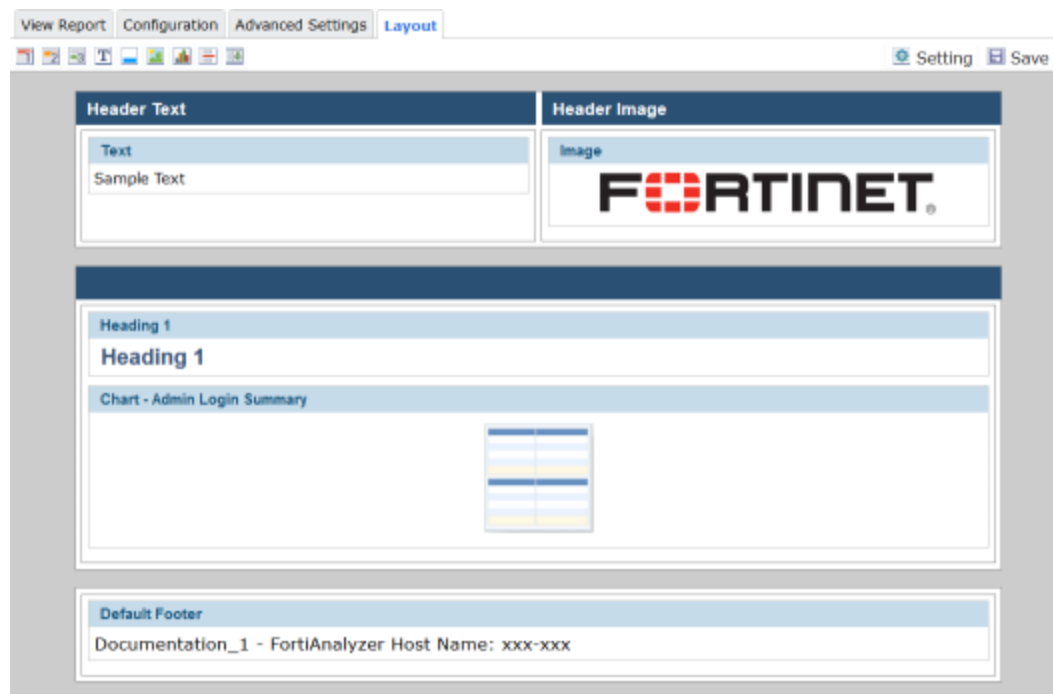 View Report Configuration Advanced Settings Layout
Setting Save
Header Text Header Image
Text Image
Sample Text
FORTINET®
Heading 1
Heading 1
Chart - Admin Login Summary
Default Footer
Documentation_1 - FortiAnalyzer Host Name: xxx-xxx